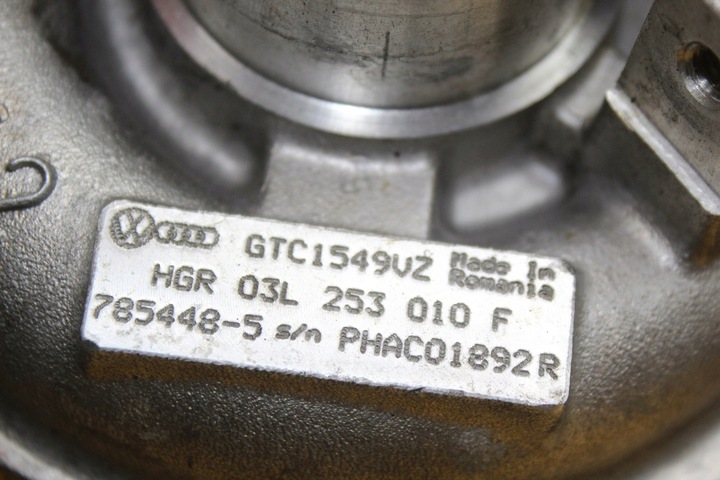 GTC1549VZ Made In Romania
HGR 03L 253 010 F
785448-5 s/n PHAC01892R